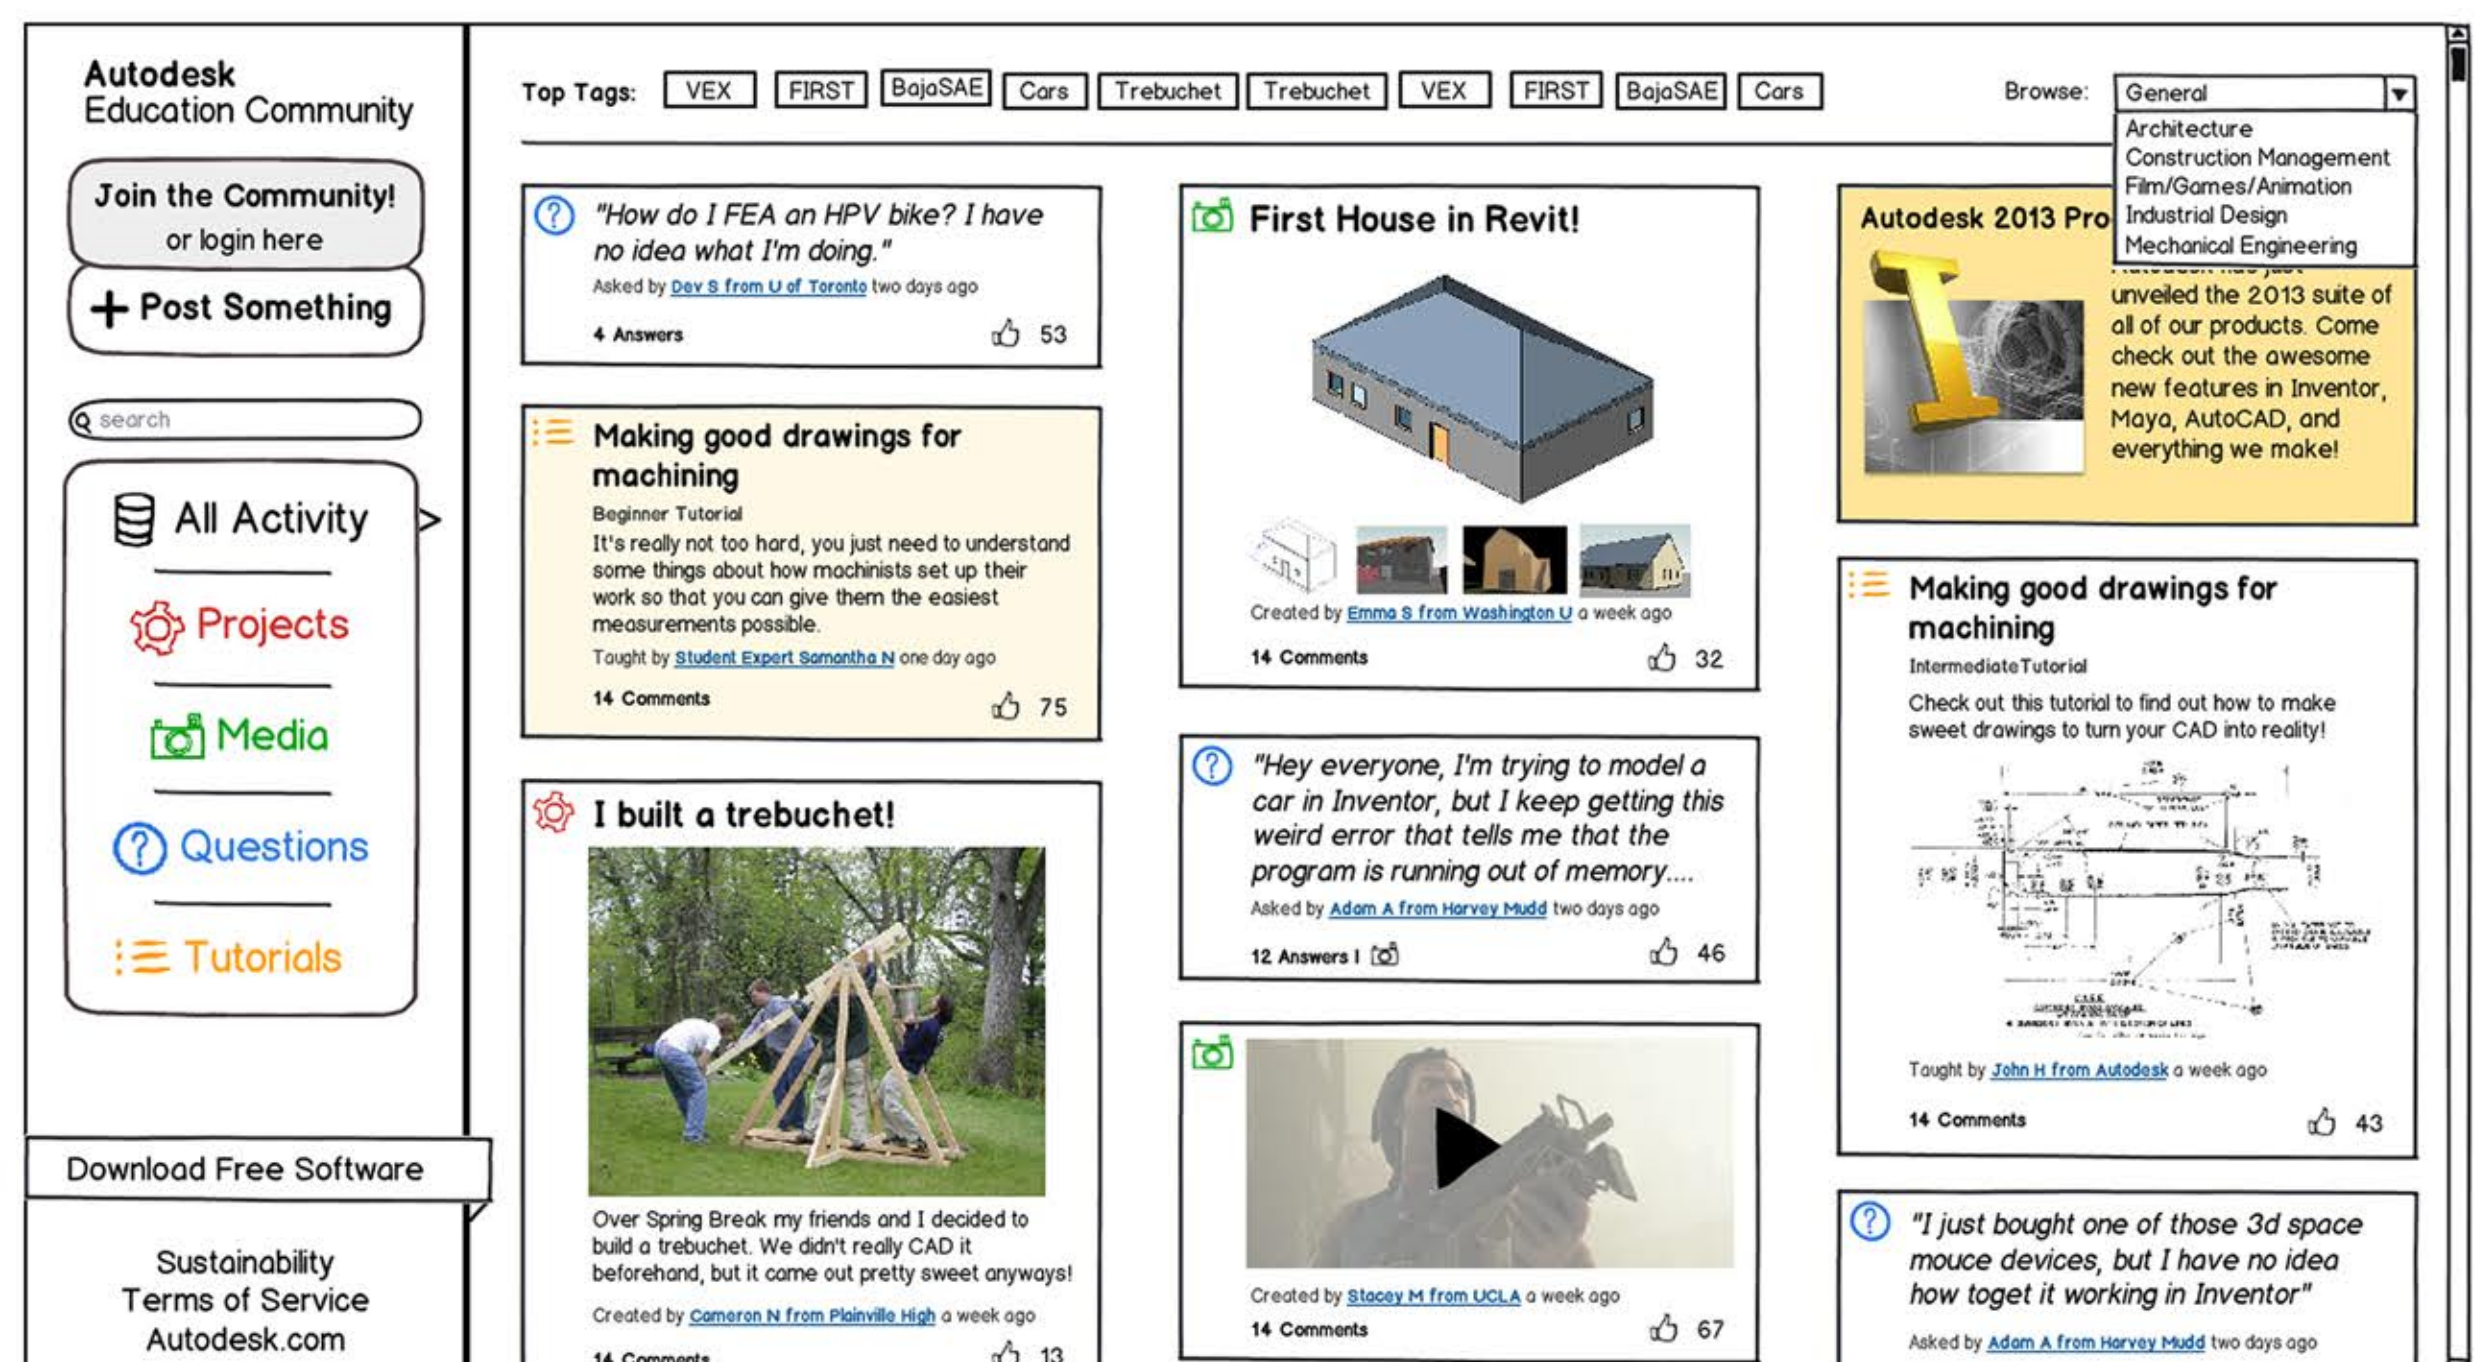 Autodesk
Education Community
Join the Community!
or login here
+ Post Something
search
All Activity
>
Projects
Media
Questions
Tutorials
Download Free Software
Sustainability
Terms of Service
Autodesk.com
Top Tags: VEX FIRST BajaSAE Cars Trebuchet Trebuchet VEX FIRST BajaSAE Cars
Browse: General
Architecture
Construction Management
Film/Games/Animation
Industrial Design
Mechanical Engineering
"How do I FEA an HPV bike? I have
no idea what I'm doing."
Asked by Dev S from U of Toronto two days ago
4 Answers 53
Making good drawings for
machining
Beginner Tutorial
It's really not too hard, you just need to understand
some things about how machinists set up their
work so that you can give them the easiest
measurements possible.
Taught by Student Expert Samantha N one day ago
14 Comments 75
I built a trebuchet!
Over Spring Break my friends and I decided to
build a trebuchet. We didn't really CAD it
beforehand, but it came out pretty sweet anyways!
Created by Cameron N from Plainville High a week ago
14 Comments 13
First House in Revit!
Created by Emma S from Washington U a week ago
14 Comments 32
"Hey everyone, I'm trying to model a
car in Inventor, but I keep getting this
weird error that tells me that the
program is running out of memory....
Asked by Adam A from Harvey Mudd two days ago
12 Answers | 46
Created by Stacey M from UCLA a week ago
14 Comments 67
Autodesk 2013 Pro
unveiled the 2013 suite of
all of our products. Come
check out the awesome
new features in Inventor,
Maya, AutoCAD, and
everything we make!
Making good drawings for
machining
IntermediateTutorial
Check out this tutorial to find out how to make
sweet drawings to turn your CAD into reality!
Taught by John H from Autodesk a week ago
14 Comments 43
"I just bought one of those 3d space
mouce devices, but I have no idea
how toget it working in Inventor"
Asked by Adam A from Harvey Mudd two days ago